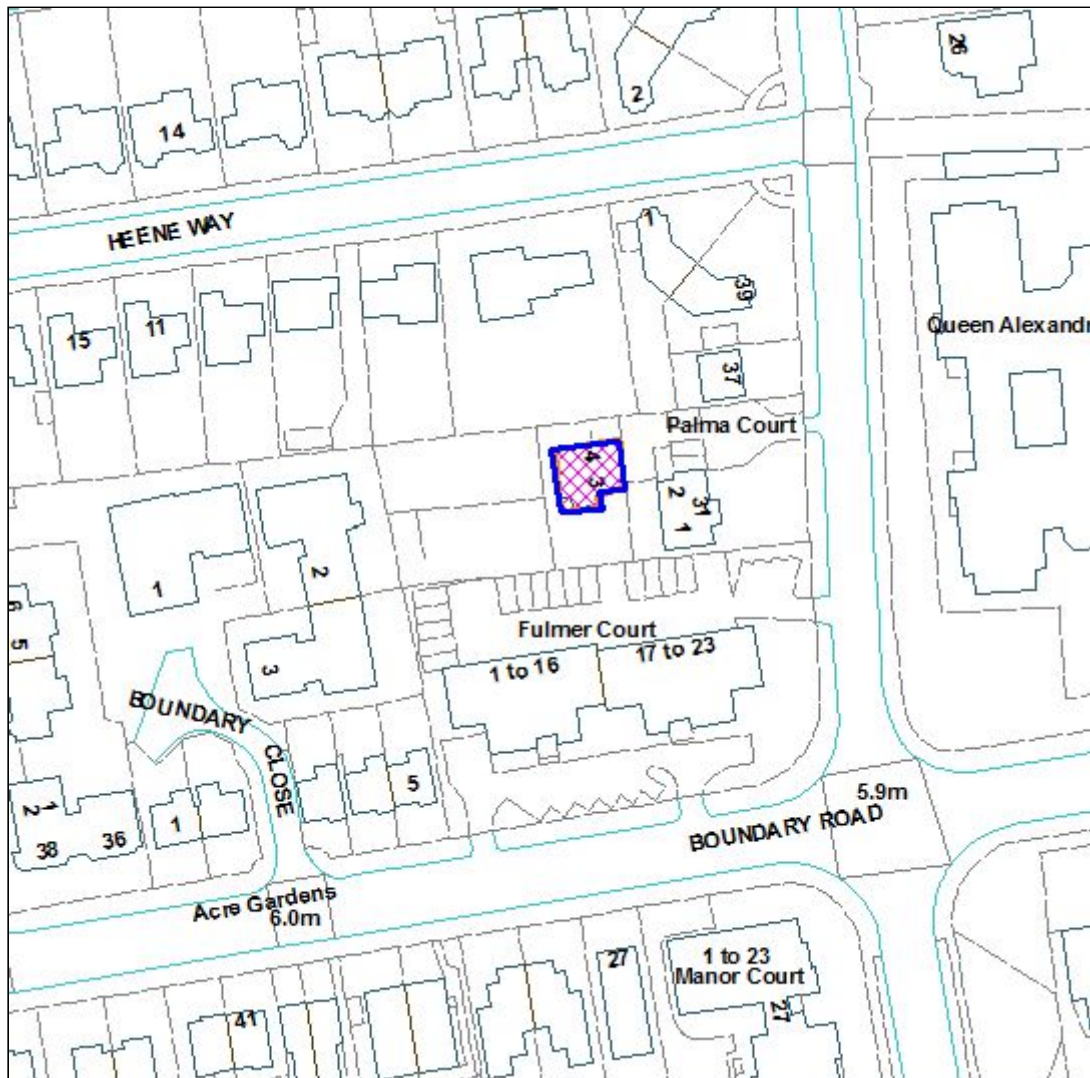 26
2
14
HEENE WAY
1
39
15
11
Queen Alexandr
37
Palma Court
4
3
2
31
1
2
1
6
5
Fulmer Court
1 to 16
17 to 23
3
BOUNDARY
CLOSE
5
5.9m
BOUNDARY ROAD
1
2
1
38
36
Acre Gardens
6.0m
27
1 to 23
Manor Court
27
41